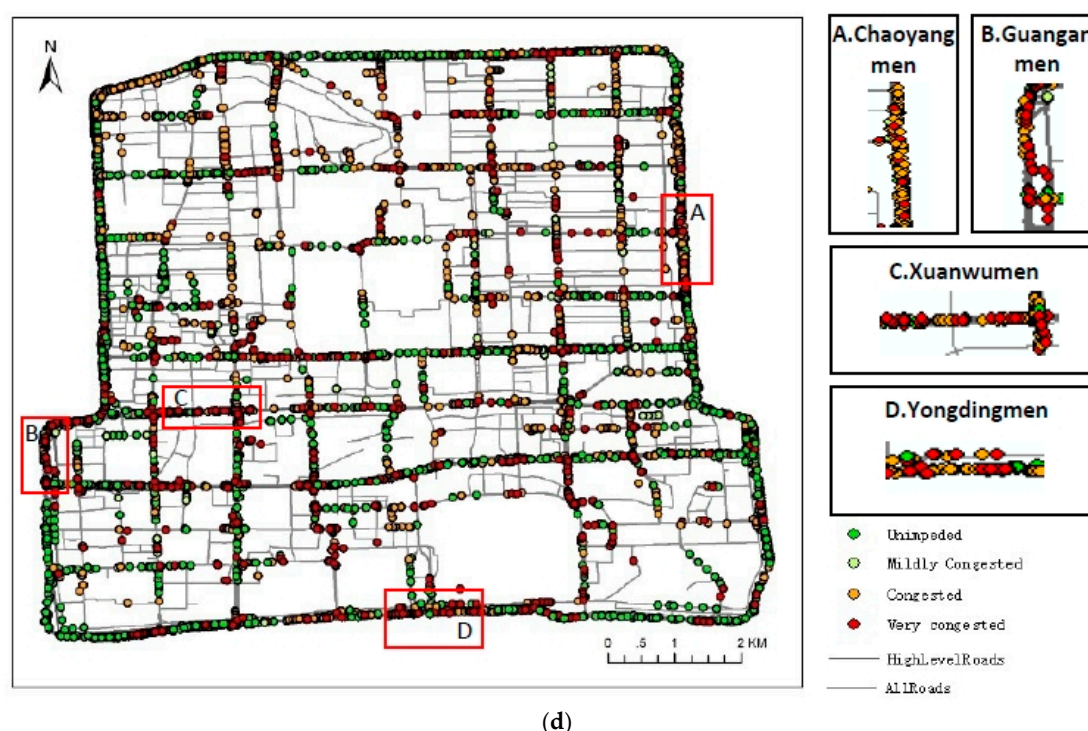 N
A
B
C
D
0 .5 1 2 KM
A.Chaoyang
men
B.Guangan
men
C.Xuanwumen
D.Yongdingmen
Unimpeded
Mildly Congested
Congested
Very congested
HighLevelRoads
AllRoads
(d)